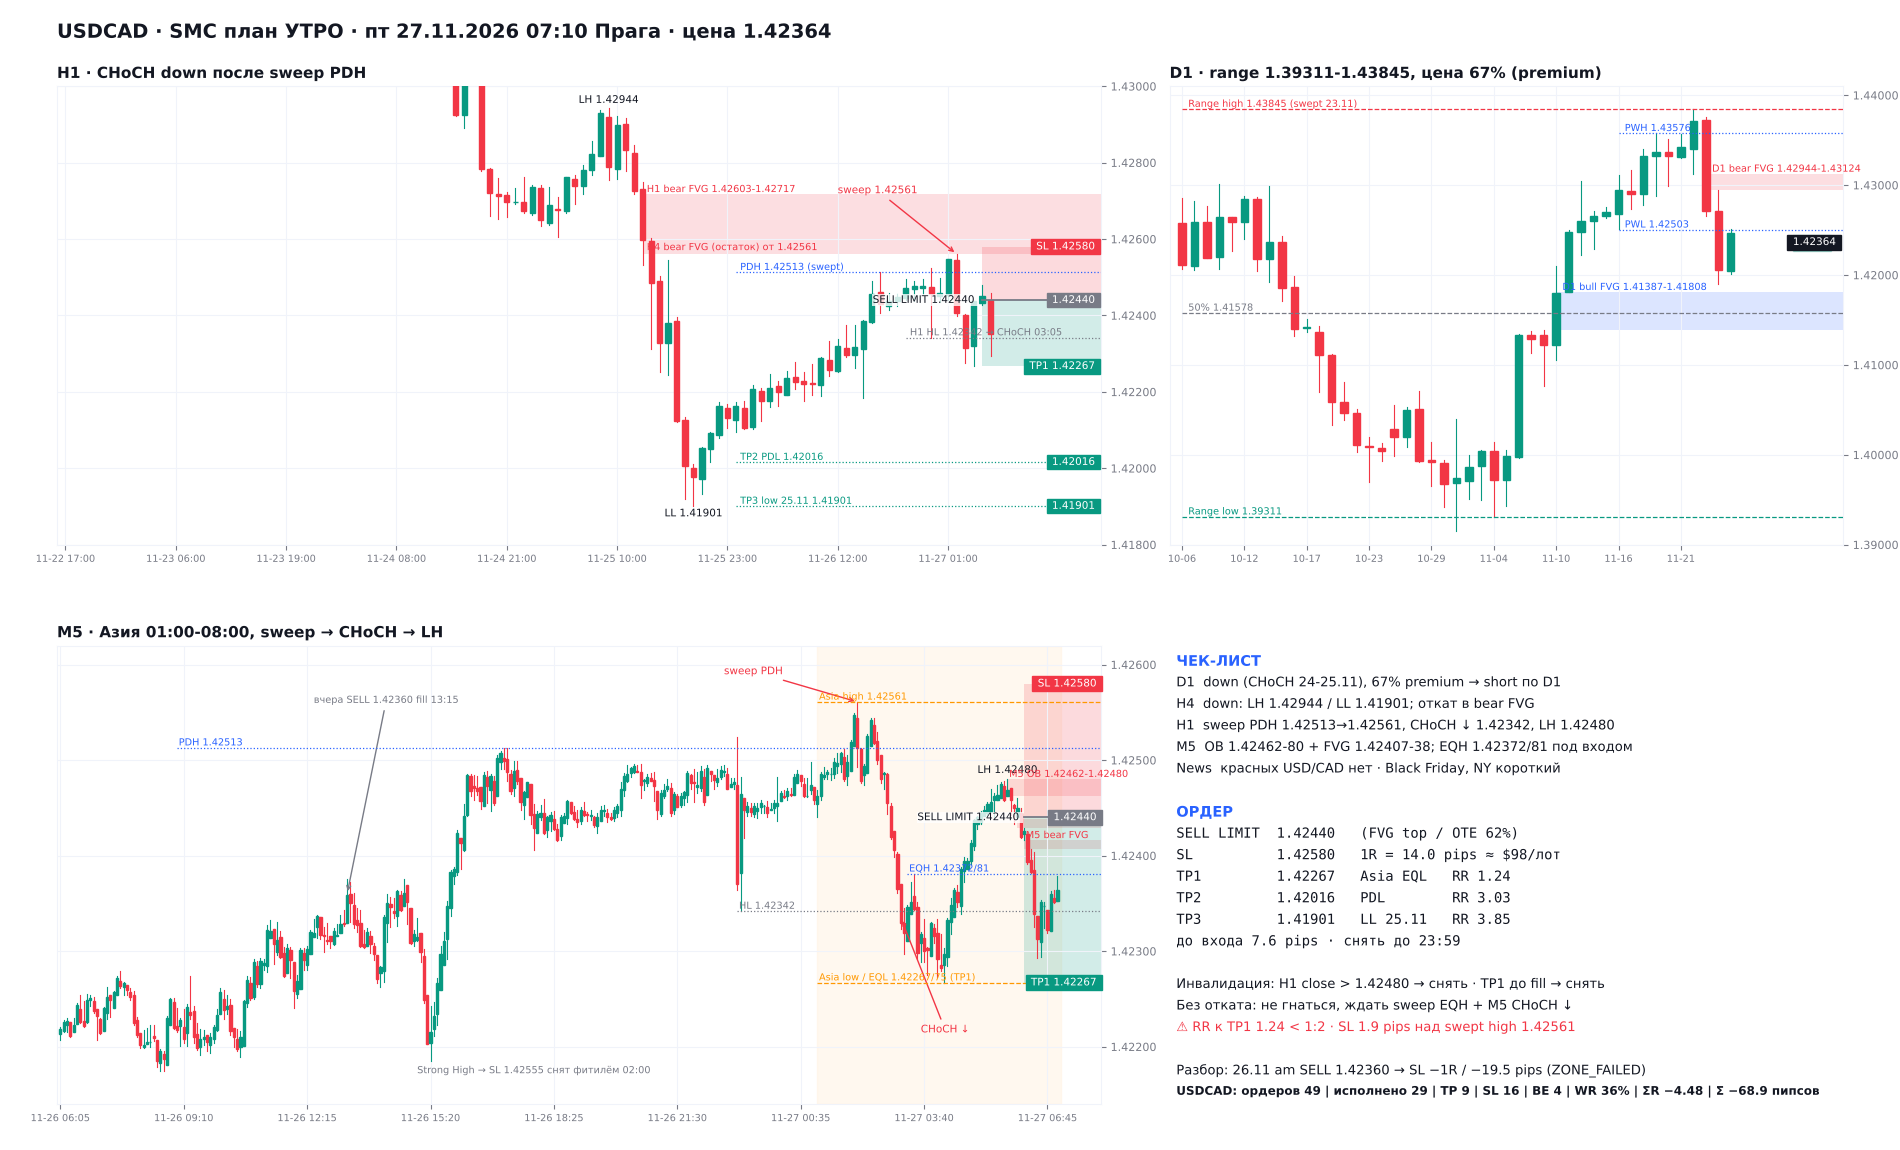 USDCAD · SMC план УТРО · пт 27.11.2026 07:10 Прага · цена 1.42364
H1 · CHoCH down после sweep PDH
LH 1.42944
H1 bear FVG 1.42603-1.42717
sweep 1.42561
H4 bear FVG (остаток) от 1.42561
SL 1.42580
PDH 1.42513 (swept)
SELL LIMIT 1.42440
1.42440
H1 HL 1.42342 · CHoCH 03:05
TP1 1.42267
TP2 PDL 1.42016
1.42016
TP3 low 25.11 1.41901
1.41901
LL 1.41901
1.43000
1.42800
1.42600
1.42400
1.42200
1.42000
1.41800
11-22 17:00
11-23 06:00
11-23 19:00
11-24 08:00
11-24 21:00
11-25 10:00
11-25 23:00
11-26 12:00
11-27 01:00
D1 · range 1.39311-1.43845, цена 67% (premium)
Range high 1.43845 (swept 23.11)
PWH 1.43576
D1 bear FVG 1.42944-1.43124
PWL 1.42503
1.42364
D1 bull FVG 1.41387-1.41808
50% 1.41578
Range low 1.39311
1.44000
1.43000
1.42000
1.41000
1.40000
1.39000
10-06
10-12
10-17
10-23
10-29
11-04
11-10
11-16
11-21
M5 · Азия 01:00-08:00, sweep → CHoCH → LH
sweep PDH
SL 1.42580
Asia high 1.42561
вчера SELL 1.42360 fill 13:15
PDH 1.42513
LH 1.42480
M5 OB 1.42462-1.42480
SELL LIMIT 1.42440
1.42440
M5 bear FVG
EQH 1.42372/81
HL 1.42342
Asia low / EQL 1.42267/75 (TP1)
TP1 1.42267
CHoCH ↓
Strong High → SL 1.42555 снят фитилём 02:00
1.42600
1.42500
1.42400
1.42300
1.42200
11-26 06:05
11-26 09:10
11-26 12:15
11-26 15:20
11-26 18:25
11-26 21:30
11-27 00:35
11-27 03:40
11-27 06:45
ЧЕК-ЛИСТ
D1 down (CHoCH 24-25.11), 67% premium → short по D1
H4 down: LH 1.42944 / LL 1.41901; откат в bear FVG
H1 sweep PDH 1.42513→1.42561, CHoCH ↓ 1.42342, LH 1.42480
M5 OB 1.42462-80 + FVG 1.42407-38; EQH 1.42372/81 под входом
News красных USD/CAD нет · Black Friday, NY короткий
ОРДЕР
SELL LIMIT 1.42440 (FVG top / OTE 62%)
SL 1.42580 1R = 14.0 pips ≈ $98/лот
TP1 1.42267 Asia EQL RR 1.24
TP2 1.42016 PDL RR 3.03
TP3 1.41901 LL 25.11 RR 3.85
до входа 7.6 pips · снять до 23:59
Инвалидация: H1 close > 1.42480 → снять · TP1 до fill → снять
Без отката: не гнаться, ждать sweep EQH + M5 CHoCH ↓
⚠ RR к TP1 1.24 < 1:2 · SL 1.9 pips над swept high 1.42561
Разбор: 26.11 am SELL 1.42360 → SL −1R / −19.5 pips (ZONE_FAILED)
USDCAD: ордеров 49 | исполнено 29 | TP 9 | SL 16 | BE 4 | WR 36% | ΣR −4.48 | Σ −68.9 пипсов